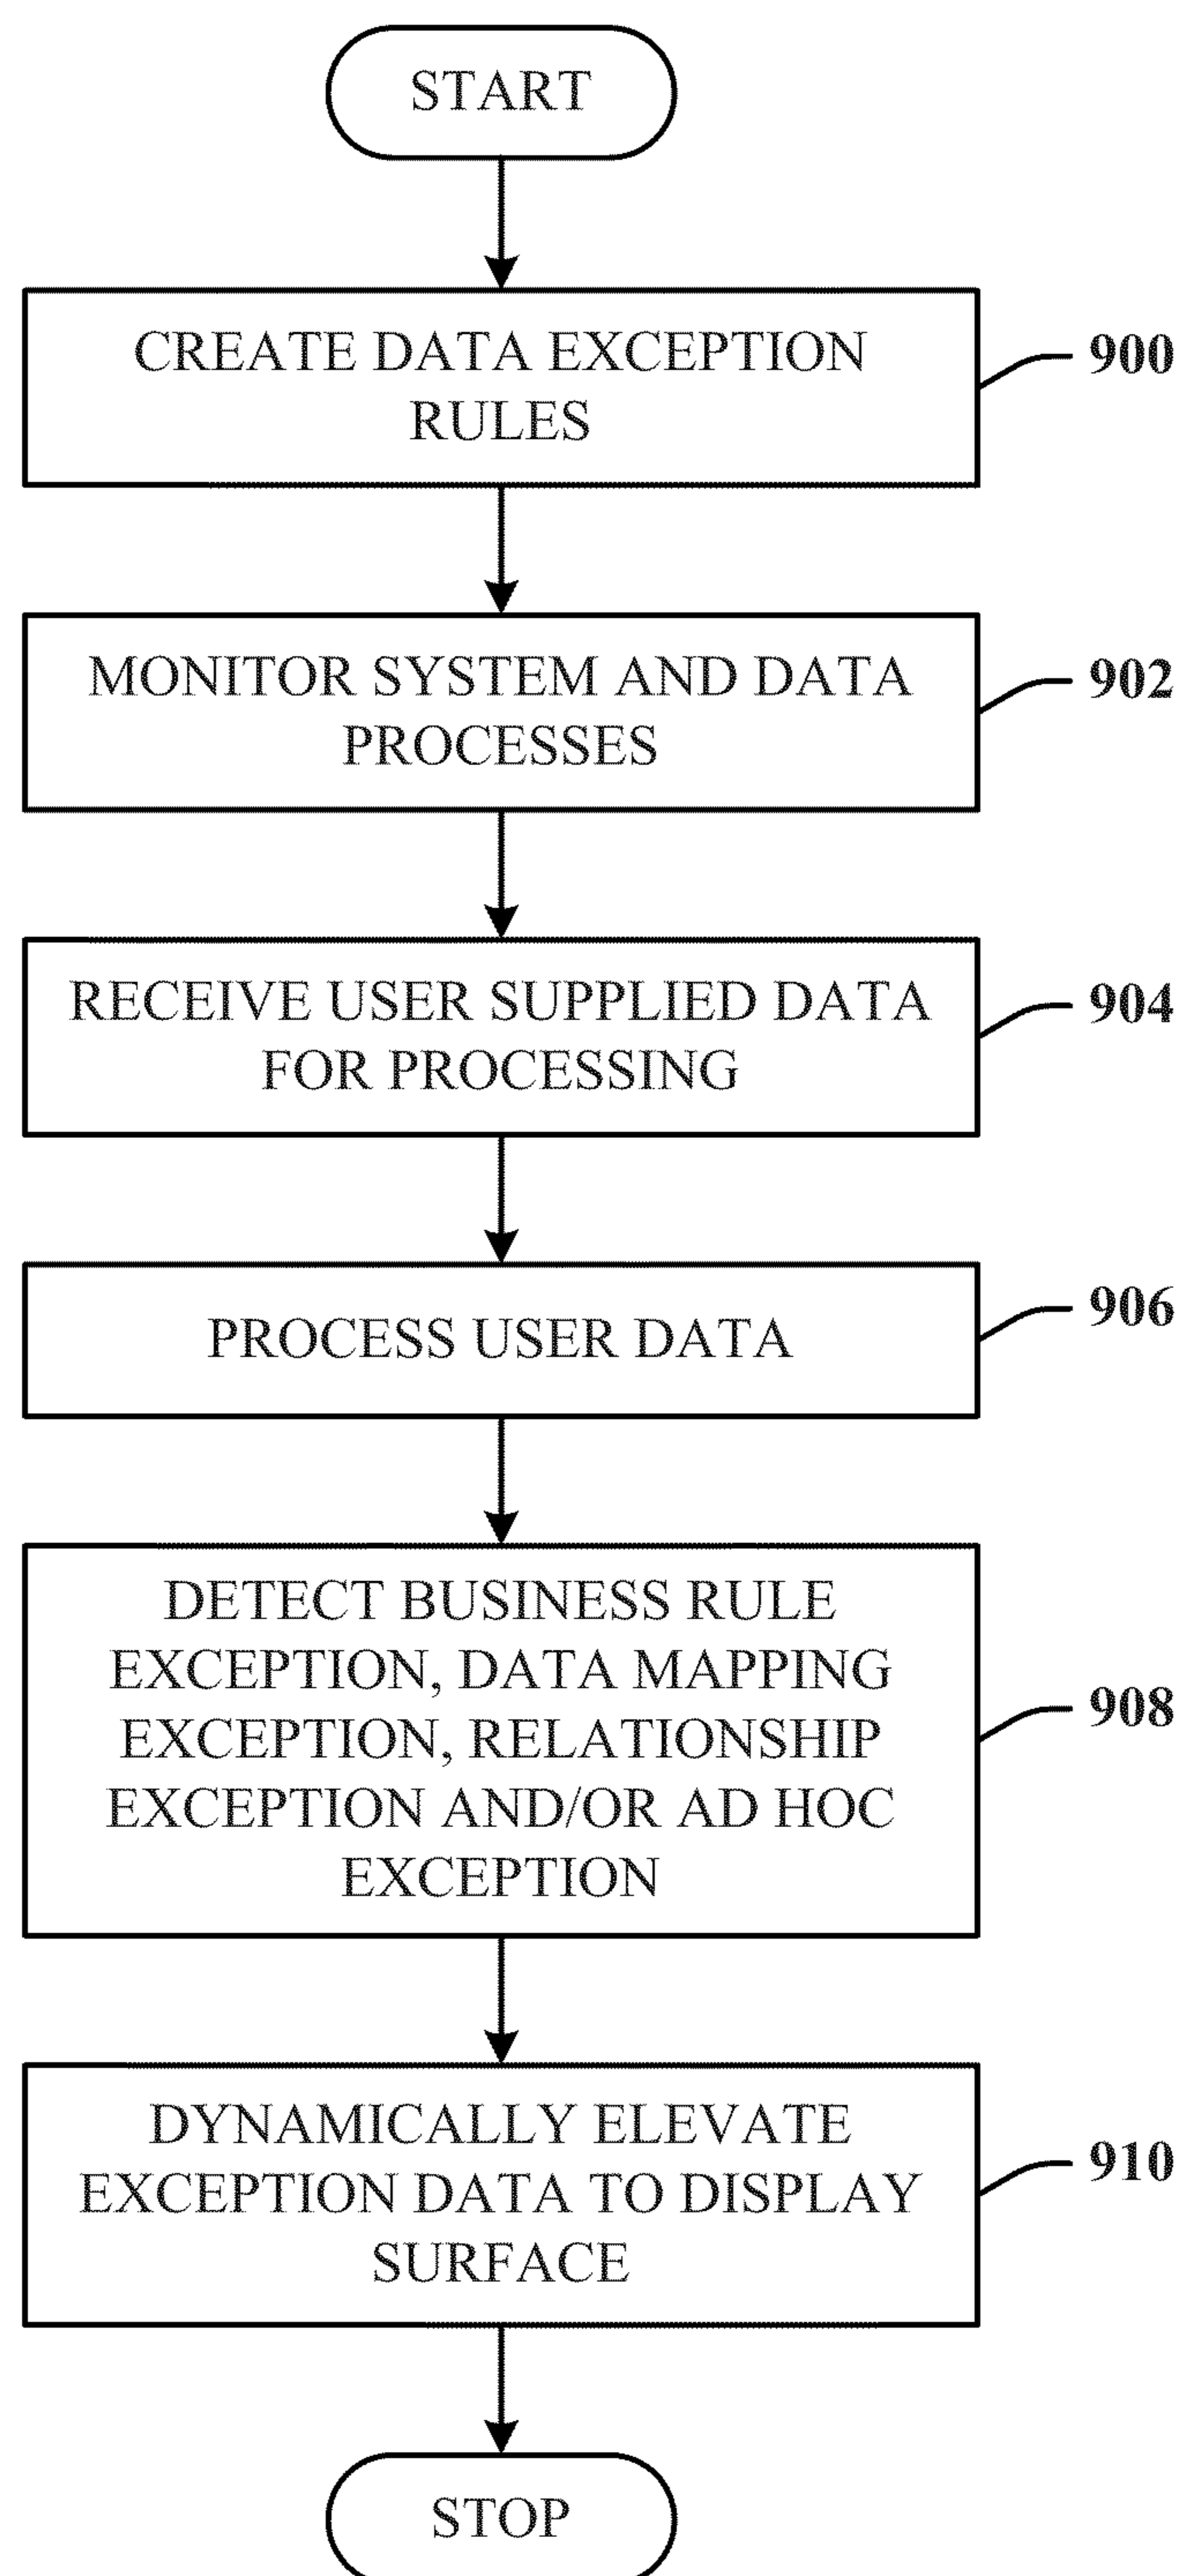 START
CREATE DATA EXCEPTION
RULES
900
MONITOR SYSTEM AND DATA
PROCESSES
902
RECEIVE USER SUPPLIED DATA
FOR PROCESSING
904
PROCESS USER DATA
906
DETECT BUSINESS RULE
EXCEPTION, DATA MAPPING
EXCEPTION, RELATIONSHIP
EXCEPTION AND/OR AD HOC
EXCEPTION
908
DYNAMICALLY ELEVATE
EXCEPTION DATA TO DISPLAY
SURFACE
910
STOP